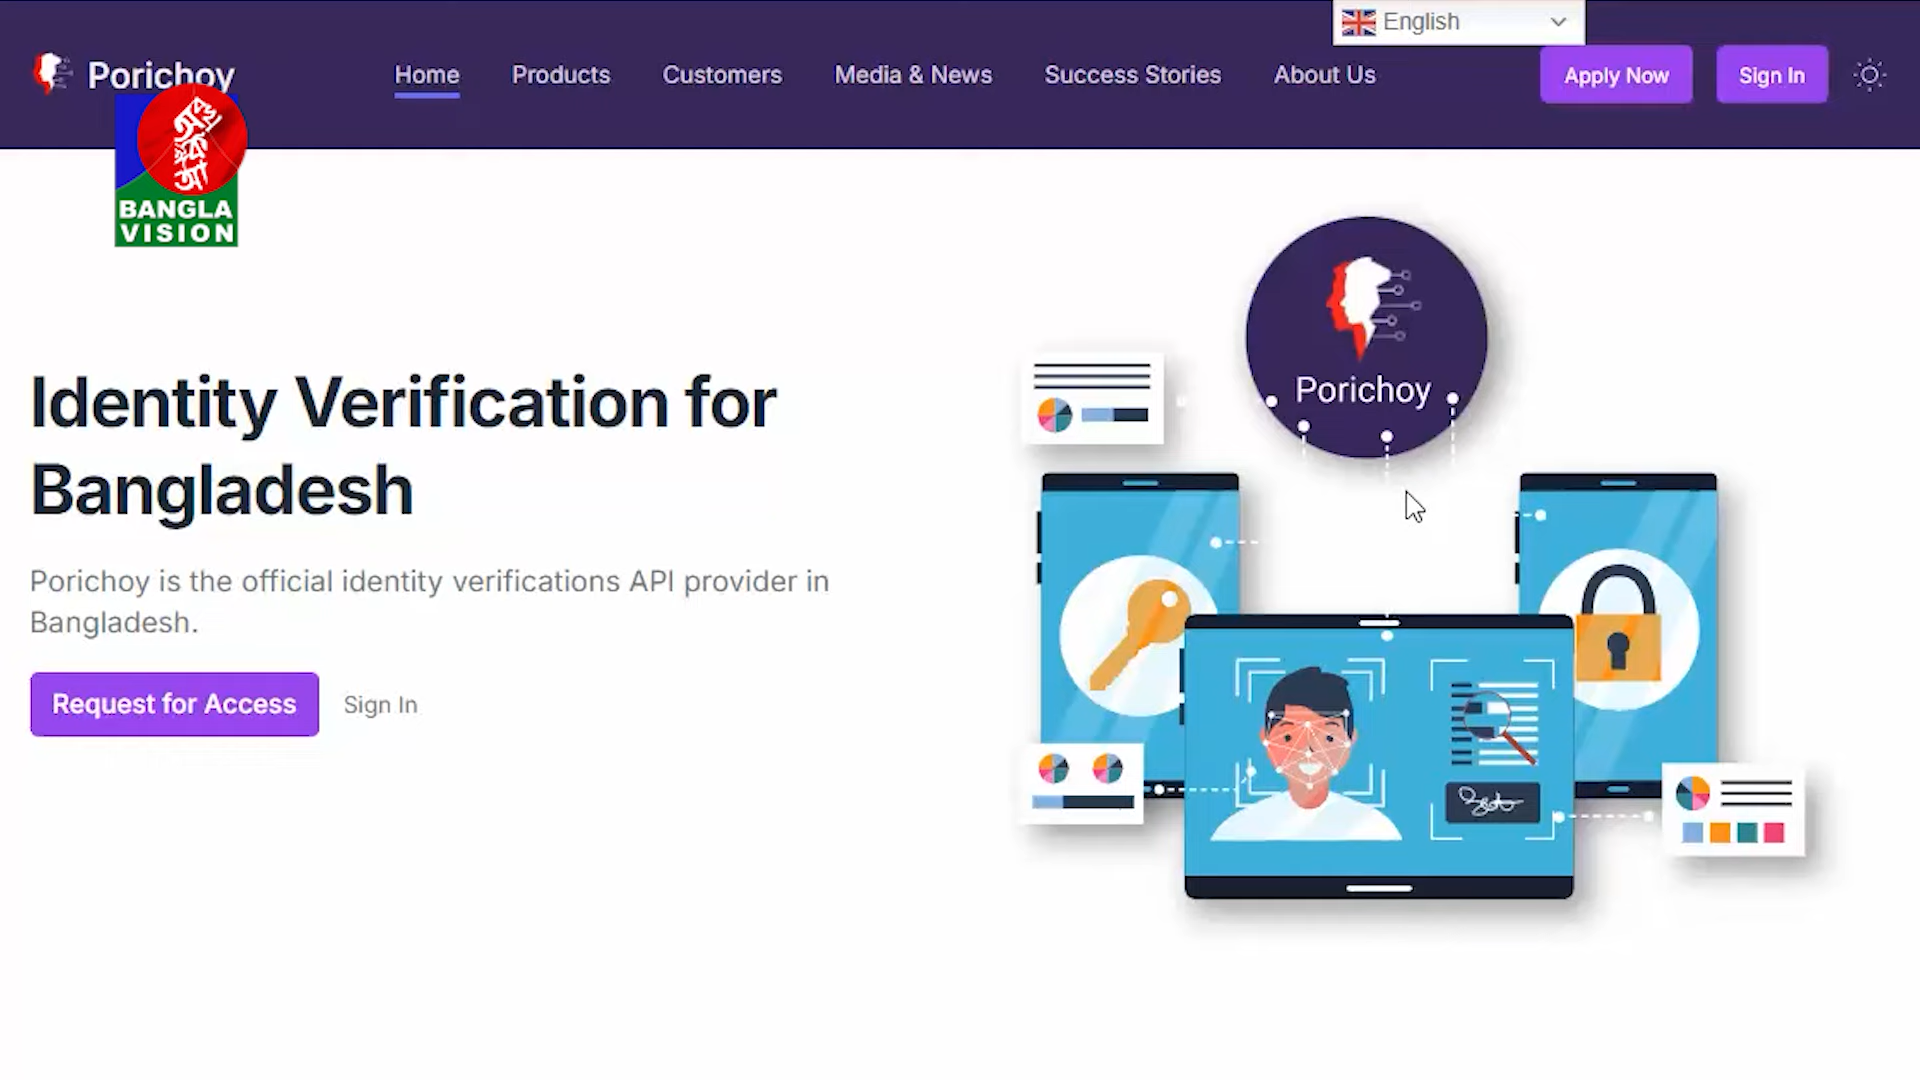 English
Porichoy
Home
Products
Customers
Media & News
Success Stories
About Us
Apply Now
Sign In
BANGLA
VISION
Porichoy
Identity Verification for
Bangladesh
Porichoy is the official identity verifications API provider in
Bangladesh.
Request for Access
Sign In